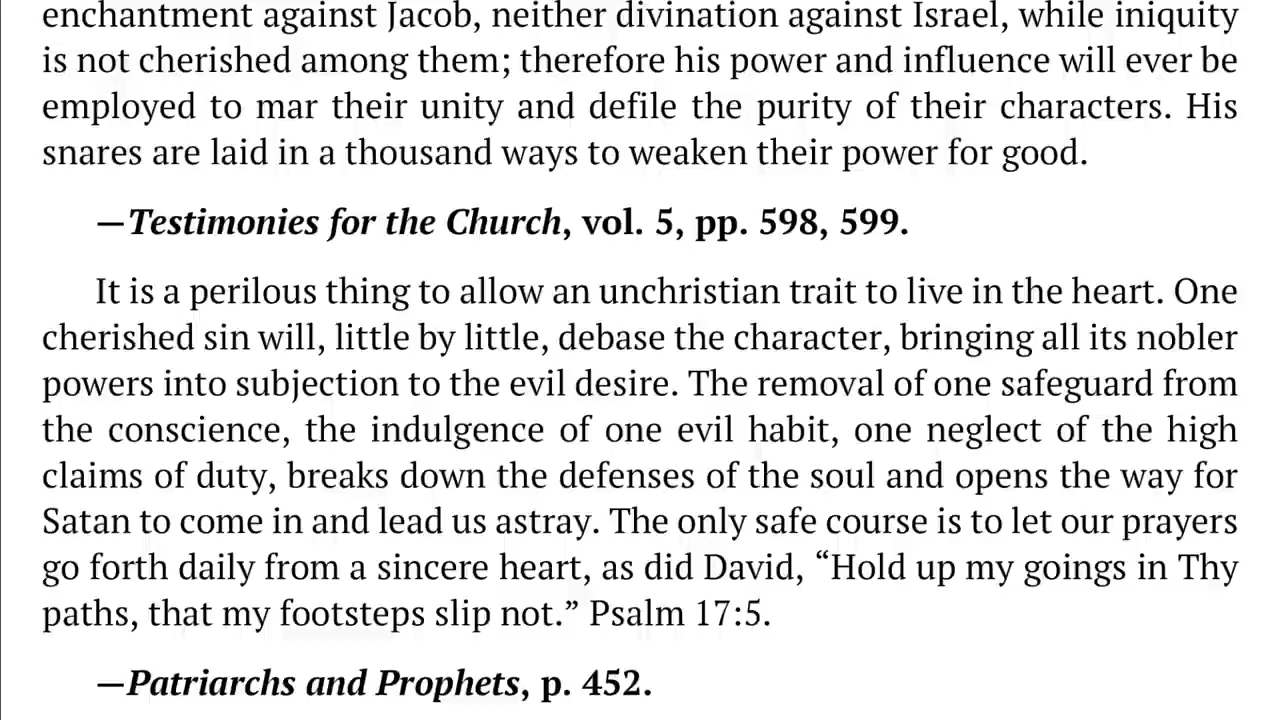 enchantment against Jacob, neither divination against Israel, while iniquity
is not cherished among them; therefore his power and influence will ever be
employed to mar their unity and defile the purity of their characters. His
snares are laid in a thousand ways to weaken their power for good.
—Testimonies for the Church, vol. 5, pp. 598, 599.
It is a perilous thing to allow an unchristian trait to live in the heart. One
cherished sin will, little by little, debase the character, bringing all its nobler
powers into subjection to the evil desire. The removal of one safeguard from
the conscience, the indulgence of one evil habit, one neglect of the high
claims of duty, breaks down the defenses of the soul and opens the way for
Satan to come in and lead us astray. The only safe course is to let our prayers
go forth daily from a sincere heart, as did David, “Hold up my goings in Thy
paths, that my footsteps slip not.” Psalm 17:5.
—Patriarchs and Prophets, p. 452.